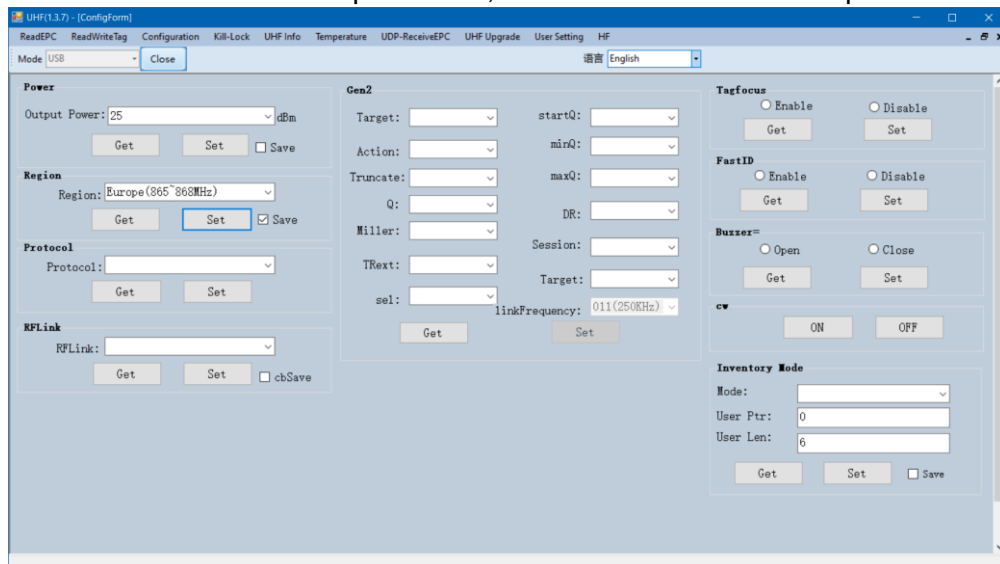 UHF(1.3.7) - [ConfigForm]
ReadEPC ReadWriteTag Configuration Kill-Lock UHF Info Temperature UDP-ReceiveEPC UHF Upgrade User Setting HF
Mode USB Close 语言 English
Power
Output Power: 25 dBm
Get Set Save
Region
Region: Europe(865~868MHz)
Get Set Save
Protocol
Protocol:
Get Set
RFLink
RFLink:
Get Set cbSave
Gen2
Target: startQ:
Action: minQ:
Truncate: maxQ:
Q: DR:
Miller: Session:
TRext: Target:
sel: linkFrequency: 011(250KHz)
Get Set
Tagfocus
Enable Disable
Get Set
FastID
Enable Disable
Get Set
Buzzer=
Open Close
Get Set
cw
ON OFF
Inventory Mode
Mode:
User Ptr: 0
User Len: 6
Get Set Save